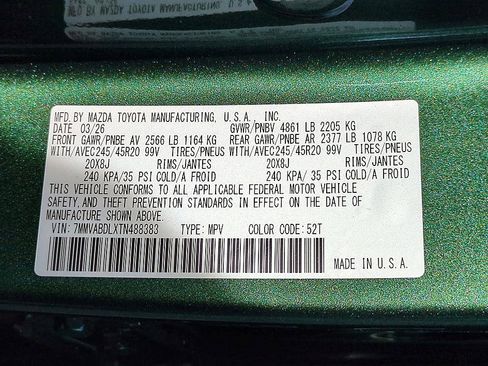 MFD. BY MAZDA TOYOTA MANUFACTURING, U.S.A., INC.
DATE 03/26 GVWR/PNBV 4861 LB 2205 KG
FRONT GAWR/PNBE AV 2566 LB 1164 KG REAR GAWR/PNBE AR 2377 LB 1078 KG
WITH/AVEC245/45R20 99V TIRES/PNEUS WITH/AVEC245/45R20 99V TIRES/PNEUS
20X8J RIMS/JANTES 20X8J RIMS/JANTES
240 KPA/35 PSI COLD/A FROID 240 KPA/ 35 PSI COLD/A FROID
THIS VEHICLE CONFORMS TO ALL APPLICABLE FEDERAL MOTOR VEHICLE
SAFETY, AND THEFT PREVENTION STANDARDS IN EFFECT ON THE DATE OF
MANUFACTURE SHOWN ABOVE.
VIN: 7MMVABDLXTN488383 TYPE: MPV COLOR CODE: 52T
MADE IN U.S.A.